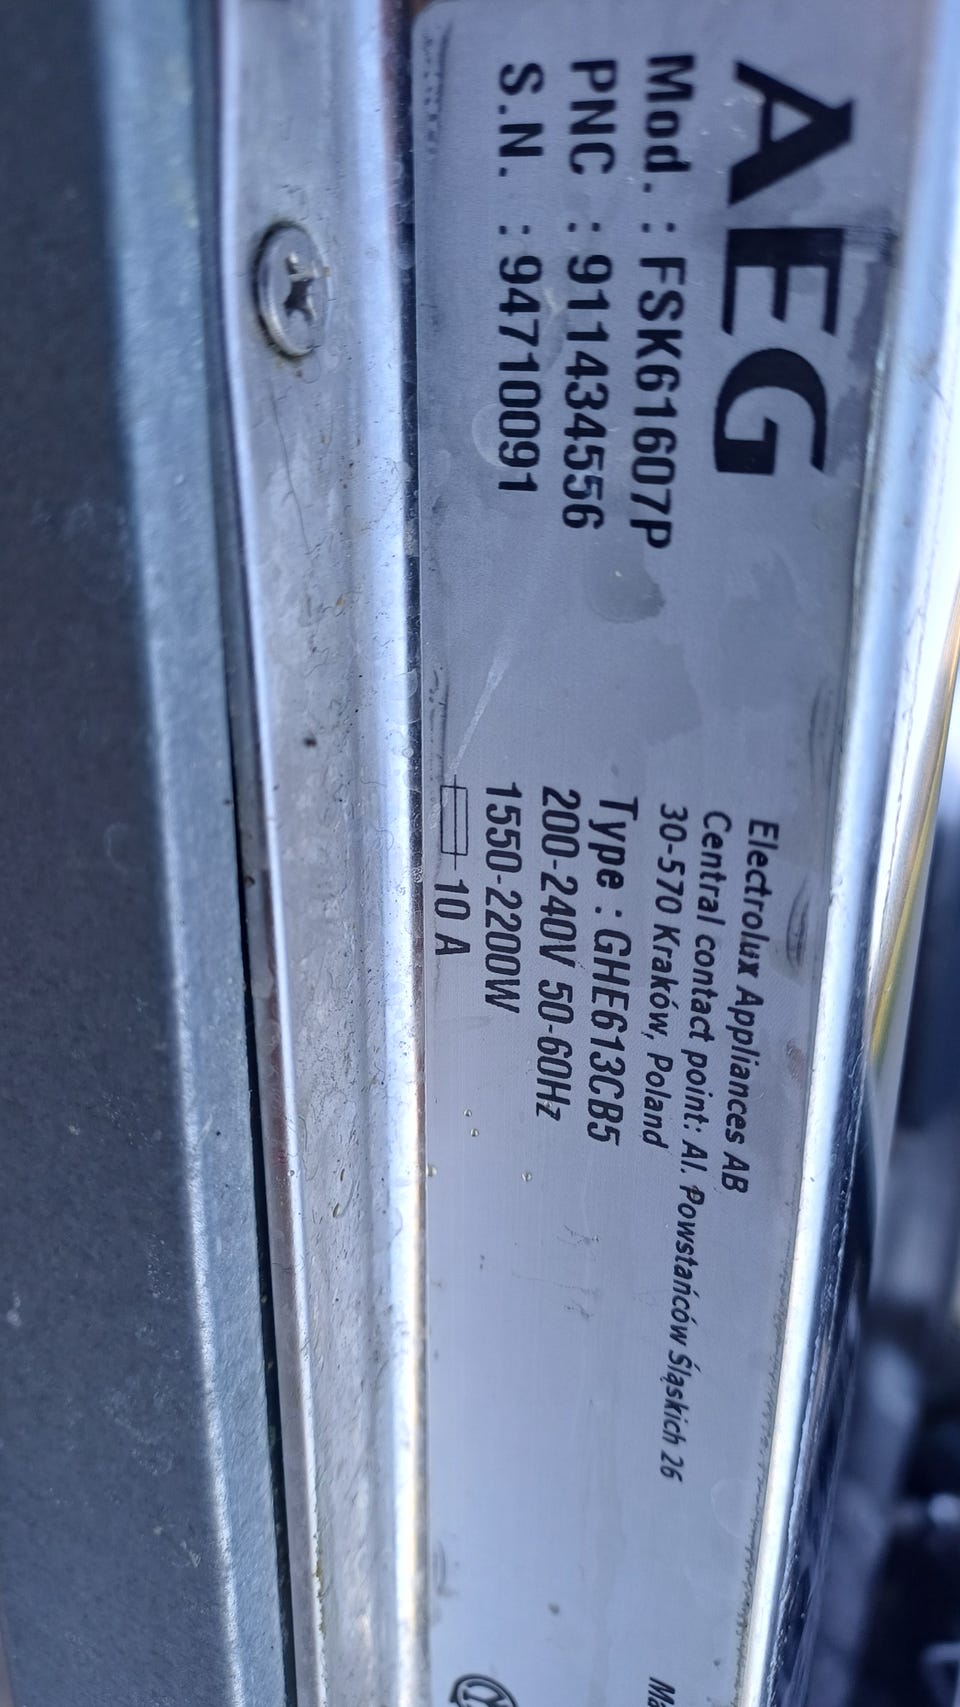 AEG
Mod. : FSK61607P
PNC : 911434556
S.N. : 94710091
Electrolux Appliances AB
Central contact point: Al. Powstańców Śląskich 26
30-570 Kraków, Poland
Type : GHE613CB5
200-240V 50-60Hz
1550-2200W
10 A